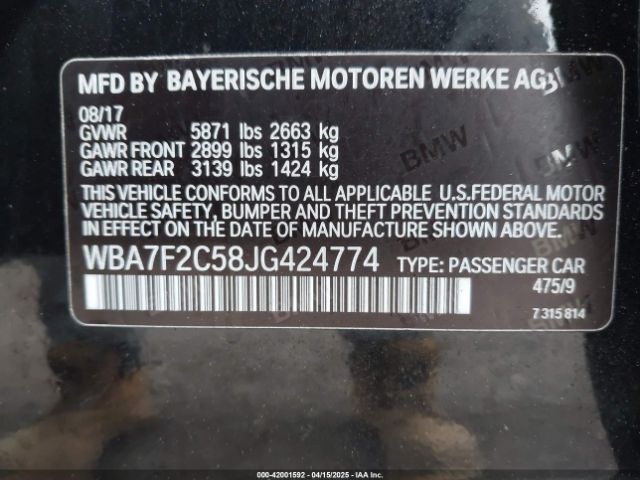 MFD BY BAYERISCHE MOTOREN WERKE AG
08/17
GVWR 5871 lbs 2663 kg
GAWR FRONT 2899 lbs 1315 kg
GAWR REAR 3139 lbs 1424 kg
THIS VEHICLE CONFORMS TO ALL APPLICABLE U.S.FEDERAL MOTOR
VEHICLE SAFETY, BUMPER AND THEFT PREVENTION STANDARDS
IN EFFECT ON THE DATE OF MANUFACTURE SHOWN ABOVE.
WBA7F2C58JG424774 TYPE: PASSENGER CAR
475/9
7 315 814
BMW
000-42001592 - 04/15/2025 - IAA Inc.